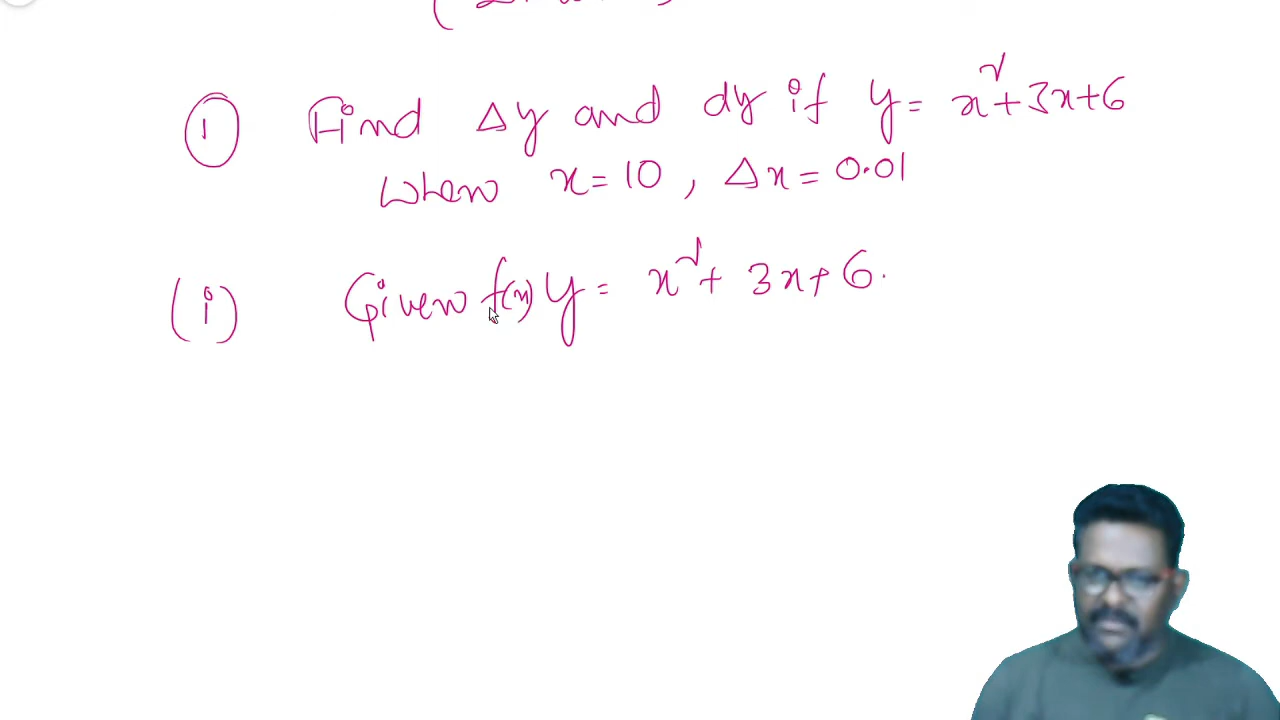 ① Find Δy and dy if y = x² + 3x + 6
when x = 10, Δx = 0.01
(i) Given f(x) y = x² + 3x + 6.